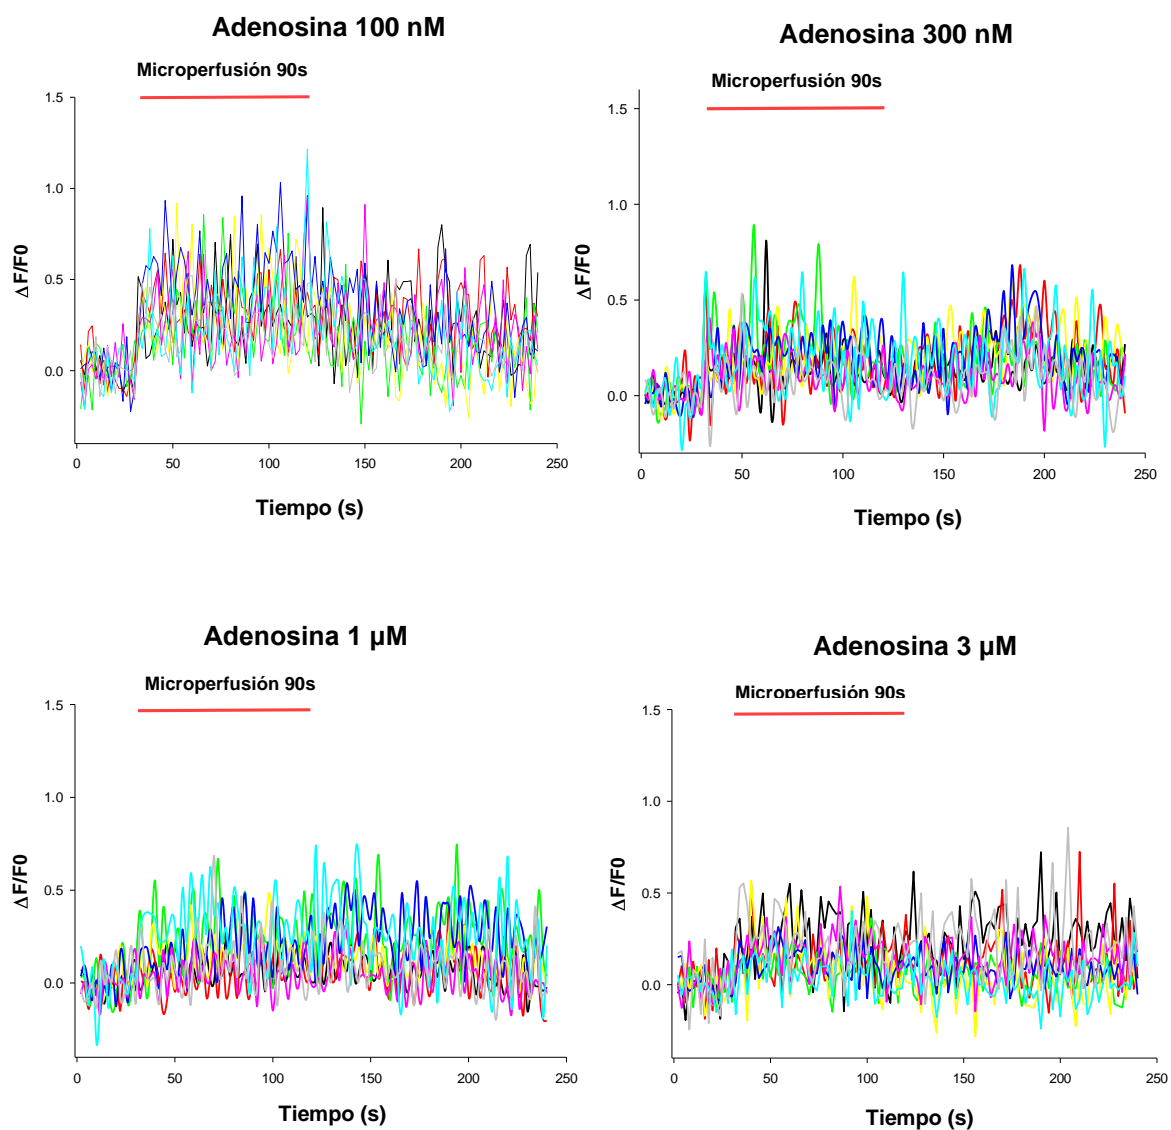 Adenosina 100 nM
Microperfusión 90s
1.5
1.0
0.5
0.0
ΔF/F0
0
50
100
150
200
250
Tiempo (s)
Adenosina 300 nM
Microperfusión 90s
1.5
1.0
0.5
0.0
ΔF/F0
0
50
100
150
200
250
Tiempo (s)
Adenosina 1 µM
Microperfusión 90s
1.5
1.0
0.5
0.0
ΔF/F0
0
50
100
150
200
250
Tiempo (s)
Adenosina 3 µM
Microperfusión 90s
1.5
1.0
0.5
0.0
ΔF/F0
0
50
100
150
200
250
Tiempo (s)